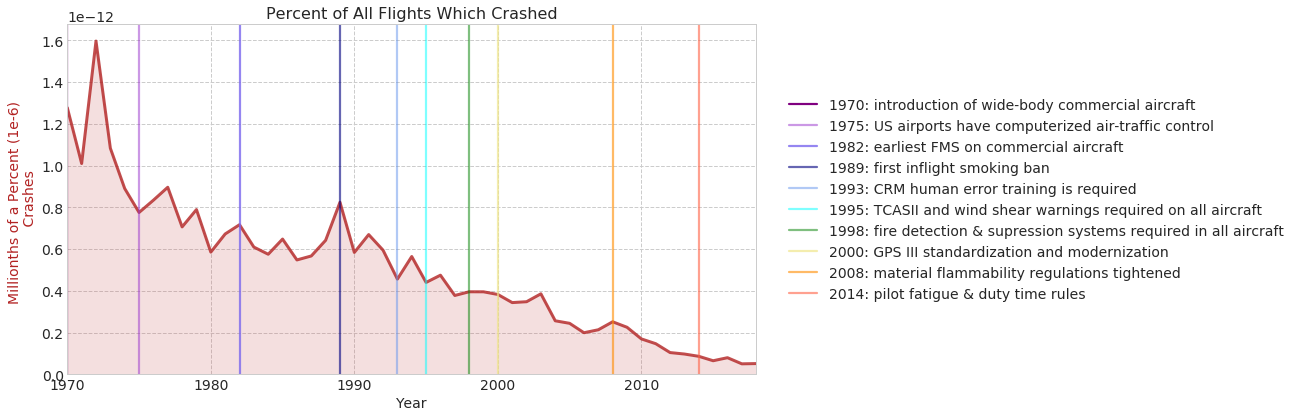 Percent of All Flights Which Crashed
1e−12
1.6
1.4
1.2
1.0
0.8
0.6
0.4
0.2
0.0
Millionths of a Percent (1e-6)
Crashes
1970 1980 1990 2000 2010
Year
1970: introduction of wide-body commercial aircraft
1975: US airports have computerized air-traffic control
1982: earliest FMS on commercial aircraft
1989: first inflight smoking ban
1993: CRM human error training is required
1995: TCASII and wind shear warnings required on all aircraft
1998: fire detection & supression systems required in all aircraft
2000: GPS III standardization and modernization
2008: material flammability regulations tightened
2014: pilot fatigue & duty time rules